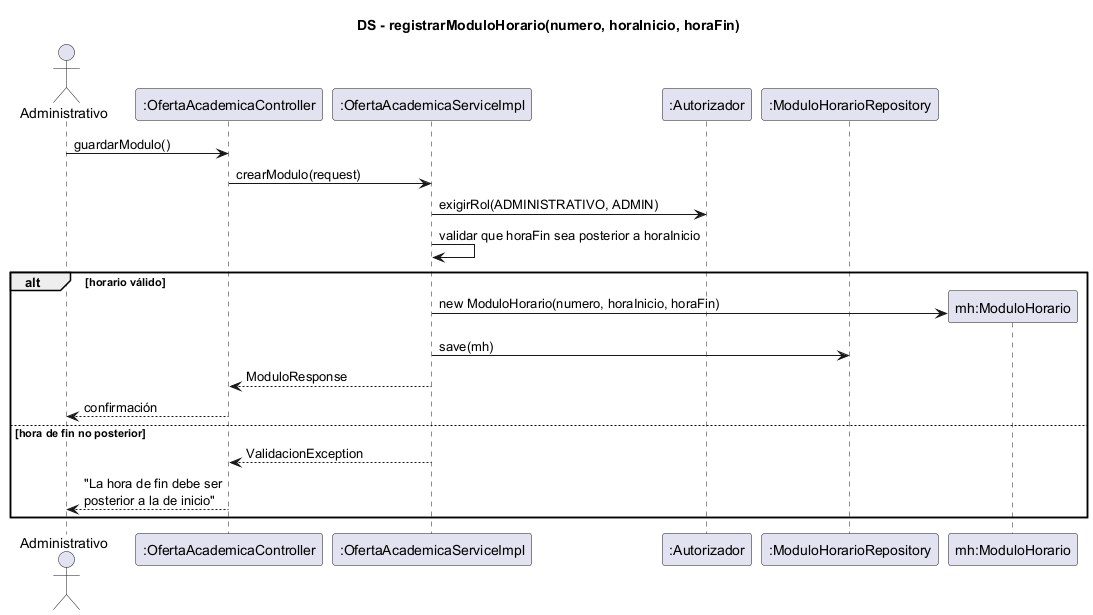 DS - registrarModuloHorario(numero, horaInicio, horaFin)
Administrativo
:OfertaAcademicaController
:OfertaAcademicaServiceImpl
:Autorizador
:ModuloHorarioRepository
guardarModulo()
crearModulo(request)
exigirRol(ADMINISTRATIVO, ADMIN)
validar que horaFin sea posterior a horaInicio
alt
[horario válido]
new ModuloHorario(numero, horaInicio, horaFin)
mh:ModuloHorario
save(mh)
ModuloResponse
confirmación
[hora de fin no posterior]
ValidacionException
"La hora de fin debe ser
posterior a la de inicio"
Administrativo
:OfertaAcademicaController
:OfertaAcademicaServiceImpl
:Autorizador
:ModuloHorarioRepository
mh:ModuloHorario